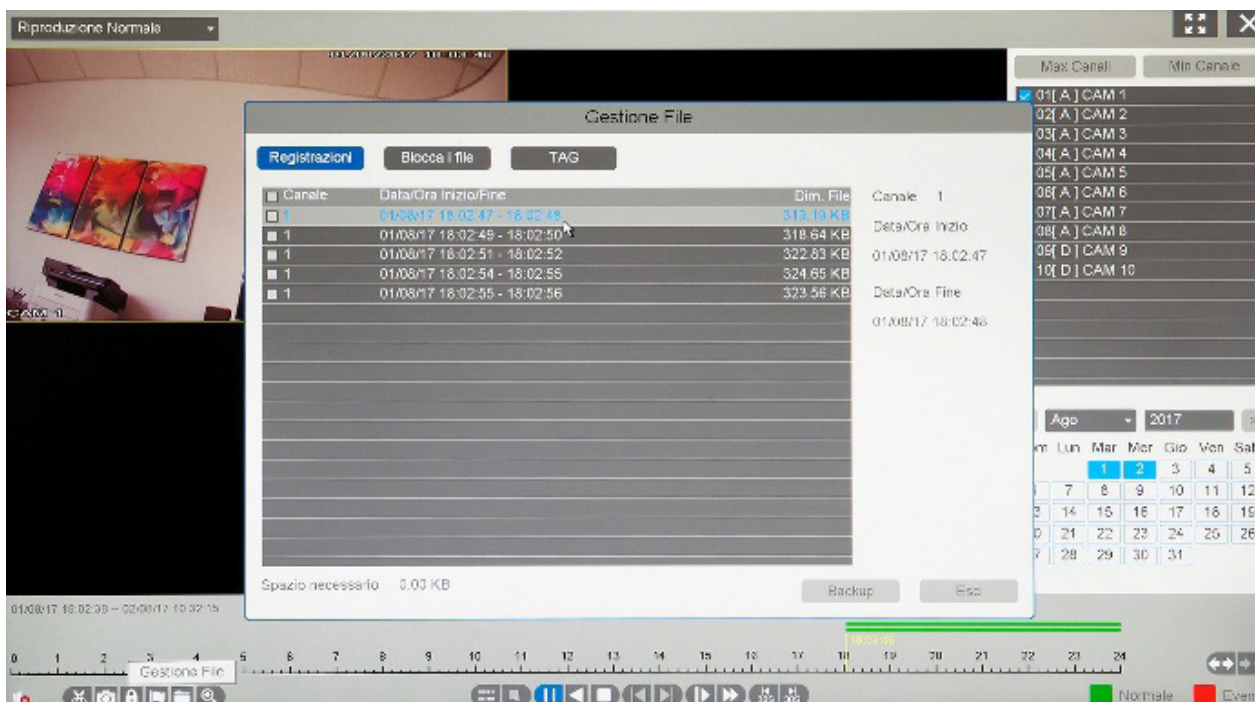 Riproduzione Normale
Max Canali Min Canale
01[ A ] CAM 1
02[ A ] CAM 2
03[ A ] CAM 3
04[ A ] CAM 4
05[ A ] CAM 5
06[ A ] CAM 6
07[ A ] CAM 7
08[ A ] CAM 8
09[ D ] CAM 9
10[ D ] CAM 10
Gestione File
Registrazioni Blocca i file TAG
Canale Data/Ora Inizio/Fine Dim. File
1 01/08/17 18:02:47 - 18:02:48 319.19 KB
1 01/08/17 18:02:49 - 18:02:50 318.64 KB
1 01/08/17 18:02:51 - 18:02:52 322.83 KB
1 01/08/17 18:02:54 - 18:02:55 324.65 KB
1 01/08/17 18:02:55 - 18:02:56 323.56 KB
Canale 1
Data/Ora Inizio
01/08/17 18:02:47
Data/Ora Fine
01/08/17 18:02:48
Spazio necessario 0.00 KB
Backup Esci
Ago 2017
Lun Mar Mer Gio Ven Sab
1 2 3 4 5
7 8 9 10 11 12
14 15 16 17 18 19
21 22 23 24 25 26
28 29 30 31
01/08/17 18:02:38 – 02/08/17 10:32:15
0 1 2 3 4 5 6 7 8 9 10 11 12 13 14 15 16 17 18 19 20 21 22 23 24
Gestione File
Normale